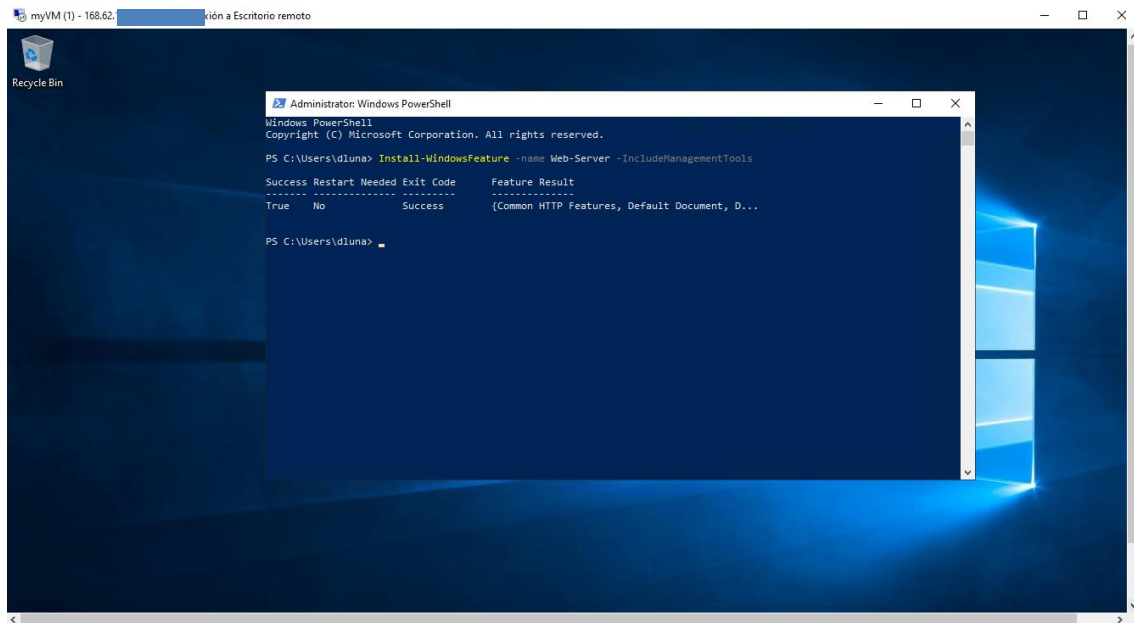 myVM (1) - 168.62. xión a Escritorio remoto
Recycle Bin
Administrator: Windows PowerShell
Windows PowerShell
Copyright (C) Microsoft Corporation. All rights reserved.
PS C:\Users\dluna> Install-WindowsFeature -name Web-Server -IncludeManagementTools
Success Restart Needed Exit Code      Feature Result
------- -------------- ---------      --------------
True    No             Success        {Common HTTP Features, Default Document, D...
PS C:\Users\dluna>